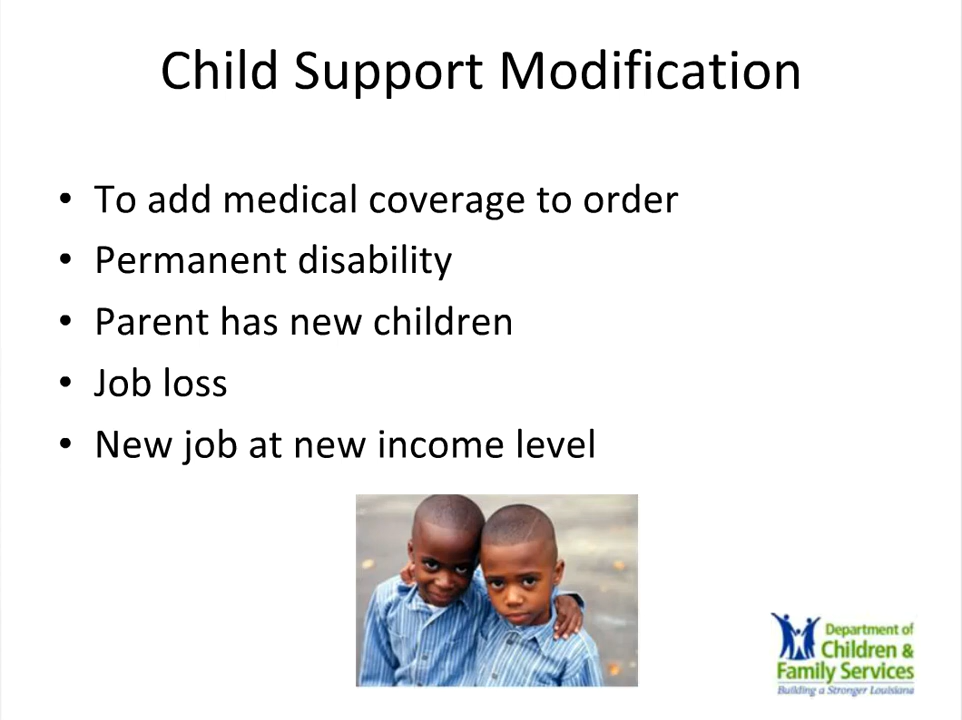 Child Support Modification
• To add medical coverage to order
• Permanent disability
• Parent has new children
• Job loss
• New job at new income level
Department of
Children &
Family Services
Building a Stronger Louisiana